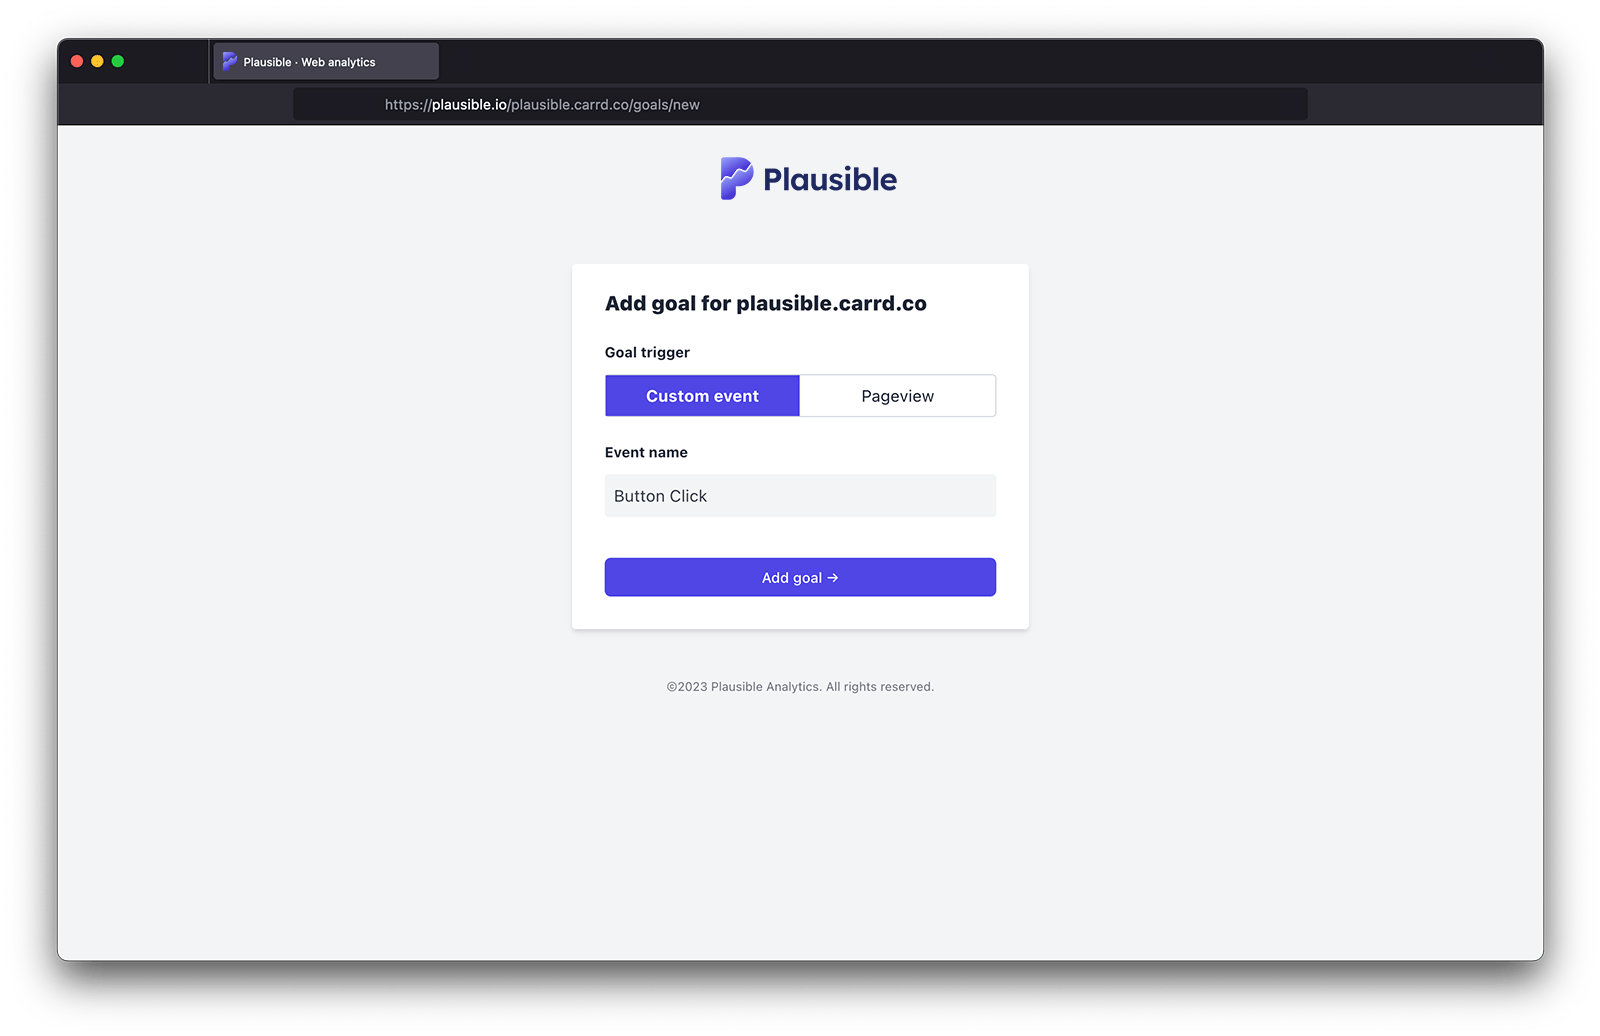 Plausible · Web analytics
https://plausible.io/plausible.carrd.co/goals/new
Plausible
Add goal for plausible.carrd.co
Goal trigger
Custom event
Pageview
Event name
Button Click
Add goal →
©2023 Plausible Analytics. All rights reserved.